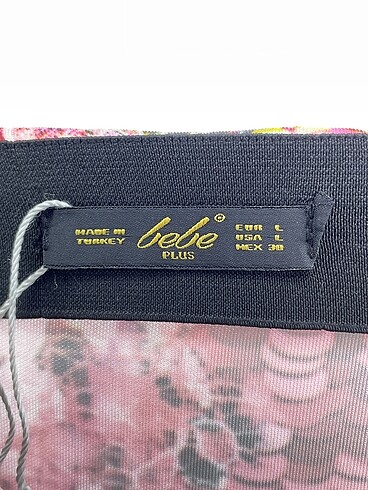 MADE IN
TURKEY
bebe®
PLUS
EUR L
USA L
MEX 30